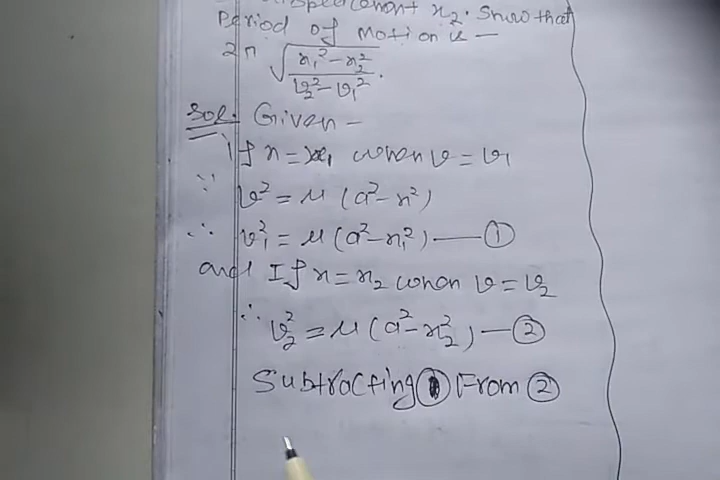 x₂. Show that
Period of Motion is —
2π √(x₁² – x₂² / v₂² – v₁²).
Sol. Given –
If x = x₁ when v = v₁
∵ v² = μ (a² – x²)
∴ v₁² = μ (a² – x₁²) — ①
and If x = x₂ when v = v₂
∴ v₂² = μ (a² – x₂²) — ②
Subtracting ① From ②